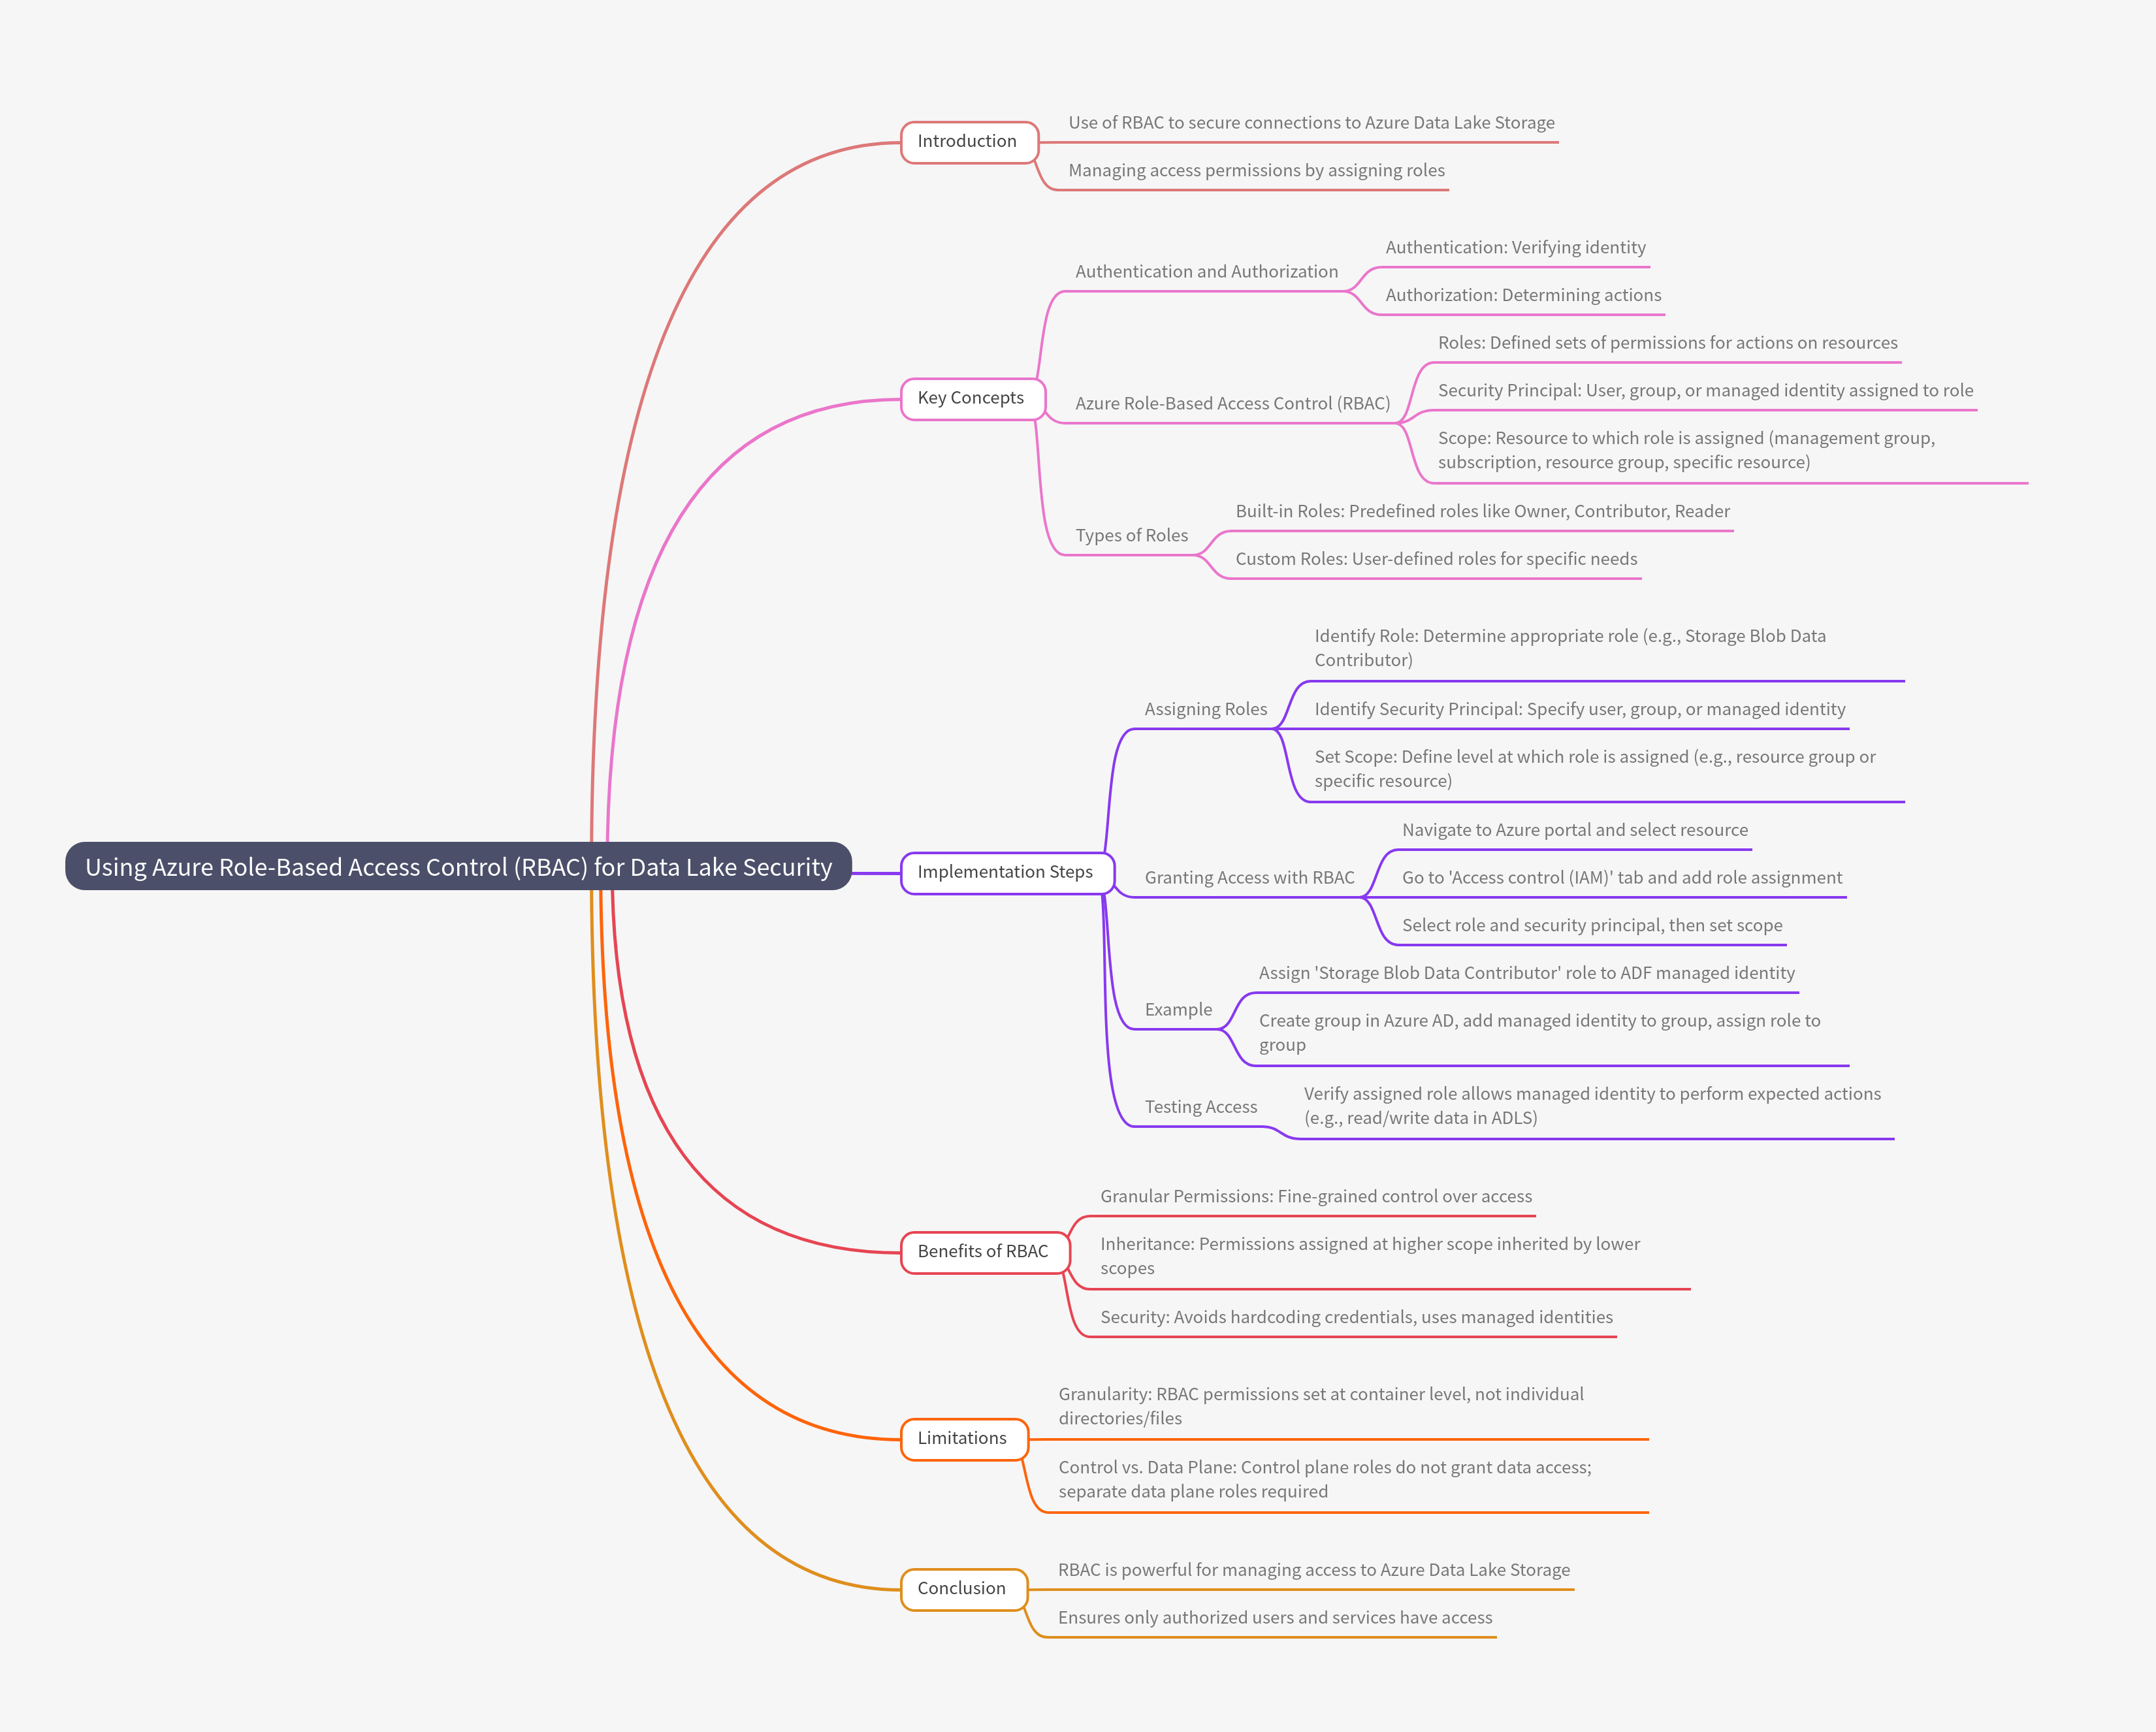 Introduction
Use of RBAC to secure connections to Azure Data Lake Storage
Managing access permissions by assigning roles
Key Concepts
Authentication and Authorization
Authentication: Verifying identity
Authorization: Determining actions
Azure Role-Based Access Control (RBAC)
Roles: Defined sets of permissions for actions on resources
Security Principal: User, group, or managed identity assigned to role
Scope: Resource to which role is assigned (management group,
subscription, resource group, specific resource)
Types of Roles
Built-in Roles: Predefined roles like Owner, Contributor, Reader
Custom Roles: User-defined roles for specific needs
Using Azure Role-Based Access Control (RBAC) for Data Lake Security
Implementation Steps
Assigning Roles
Identify Role: Determine appropriate role (e.g., Storage Blob Data
Contributor)
Identify Security Principal: Specify user, group, or managed identity
Set Scope: Define level at which role is assigned (e.g., resource group or
specific resource)
Granting Access with RBAC
Navigate to Azure portal and select resource
Go to 'Access control (IAM)' tab and add role assignment
Select role and security principal, then set scope
Example
Assign 'Storage Blob Data Contributor' role to ADF managed identity
Create group in Azure AD, add managed identity to group, assign role to
group
Testing Access
Verify assigned role allows managed identity to perform expected actions
(e.g., read/write data in ADLS)
Benefits of RBAC
Granular Permissions: Fine-grained control over access
Inheritance: Permissions assigned at higher scope inherited by lower
scopes
Security: Avoids hardcoding credentials, uses managed identities
Limitations
Granularity: RBAC permissions set at container level, not individual
directories/files
Control vs. Data Plane: Control plane roles do not grant data access;
separate data plane roles required
Conclusion
RBAC is powerful for managing access to Azure Data Lake Storage
Ensures only authorized users and services have access